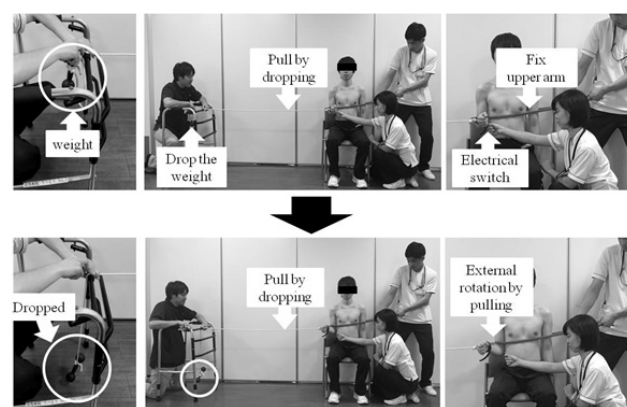 weight
Pull by
dropping
Drop the
weight
Fix
upper arm
Electrical
switch
Dropped
Pull by
dropping
External
rotation by
pulling